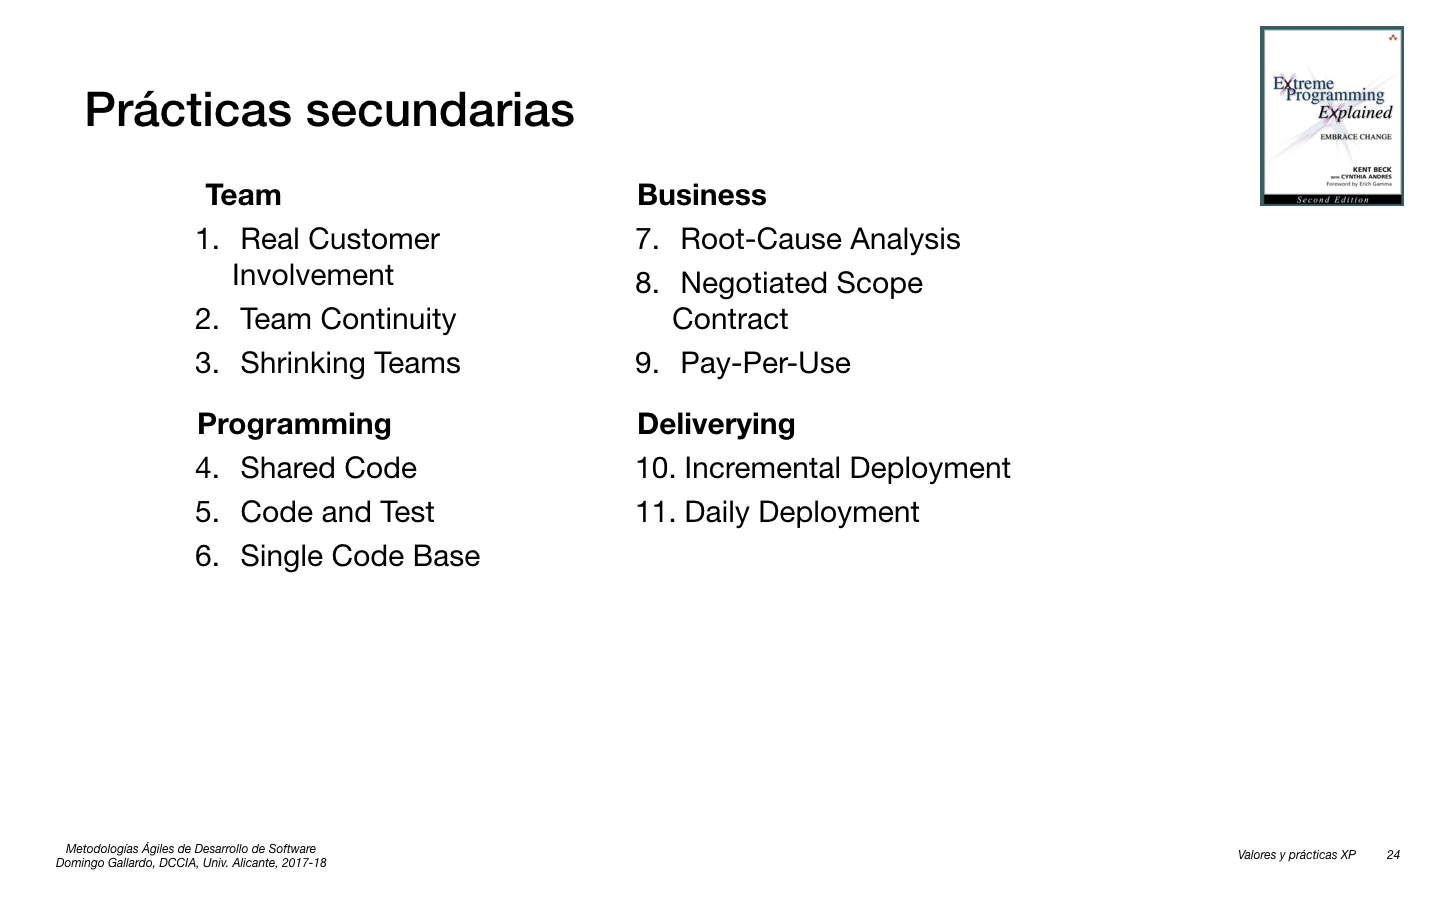 Prácticas secundarias
Extreme
Programming
Explained
EMBRACE CHANGE
KENT BECK
WITH CYNTHIA ANDRES
Foreword by Erich Gamma
Second Edition
Team
1. Real Customer
Involvement
2. Team Continuity
3. Shrinking Teams
Programming
4. Shared Code
5. Code and Test
6. Single Code Base
Business
7. Root-Cause Analysis
8. Negotiated Scope
Contract
9. Pay-Per-Use
Deliverying
10. Incremental Deployment
11. Daily Deployment
Metodologías Ágiles de Desarrollo de Software
Domingo Gallardo, DCCIA, Univ. Alicante, 2017-18
Valores y prácticas XP 24